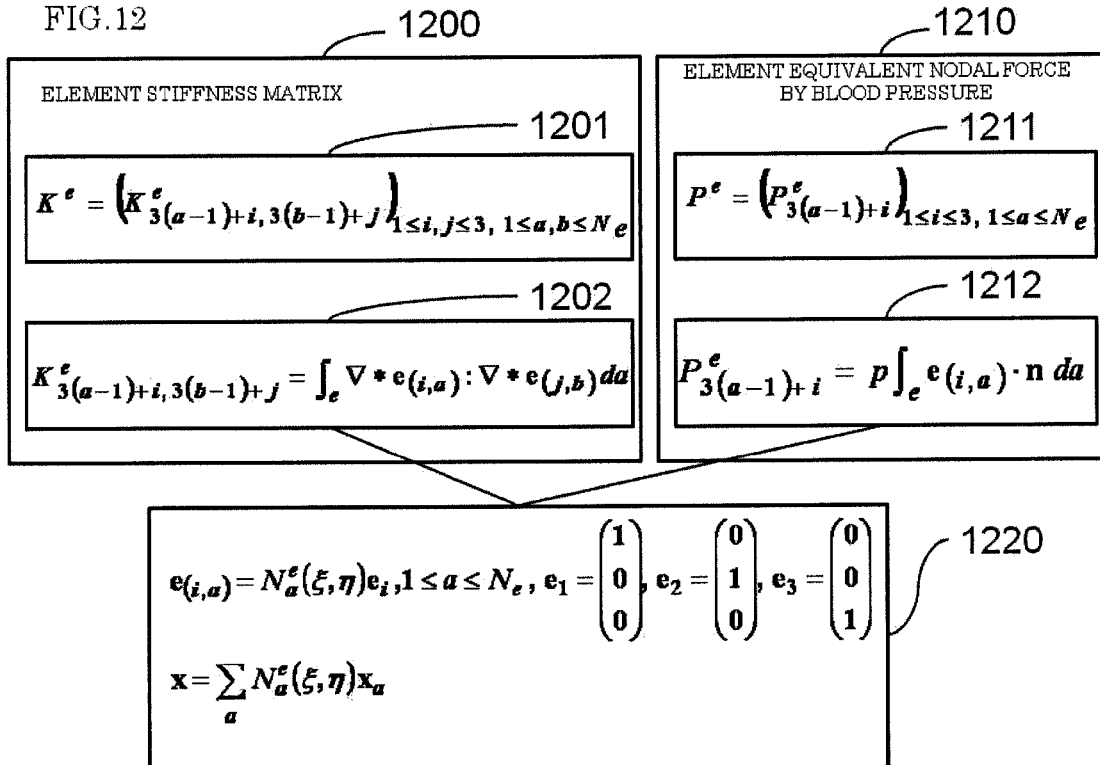 FIG.12
1200
ELEMENT STIFFNESS MATRIX
1201
K^e = (K^e_{3(a−1)+i, 3(b−1)+j})_{1≤i,j≤3, 1≤a,b≤N_e}
1202
K^e_{3(a−1)+i, 3(b−1)+j} = ∫_e ∇*e_{(i,a)} : ∇*e_{(j,b)} da
1210
ELEMENT EQUIVALENT NODAL FORCE
BY BLOOD PRESSURE
1211
P^e = (P^e_{3(a−1)+i})_{1≤i≤3, 1≤a≤N_e}
1212
P^e_{3(a−1)+i} = p ∫_e e_{(i,a)} · n da
1220
e_{(i,a)} = N^e_a(ξ,η)e_i, 1≤a≤N_e, e_1 = (1 0 0), e_2 = (0 1 0), e_3 = (0 0 1)
x = ∑_a N^e_a(ξ,η)x_a